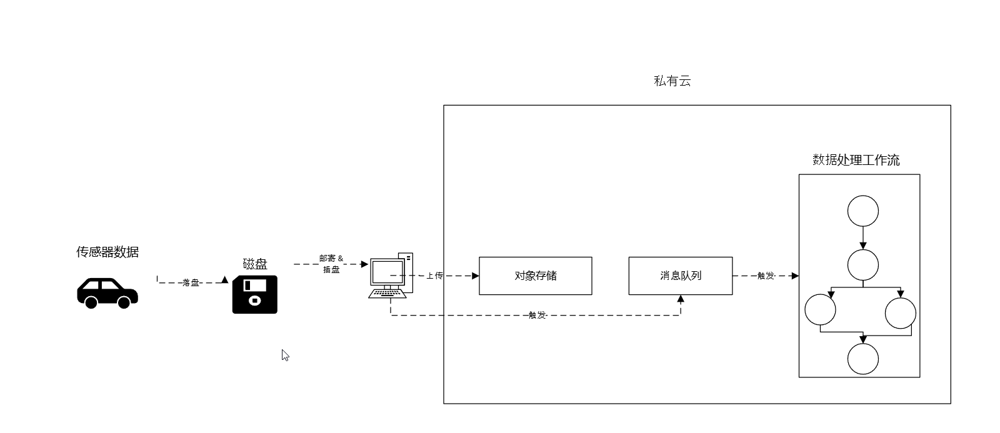 私有云
数据处理工作流
传感器数据
落盘
磁盘
邮寄 &
插盘
上传
对象存储
消息队列
触发
触发